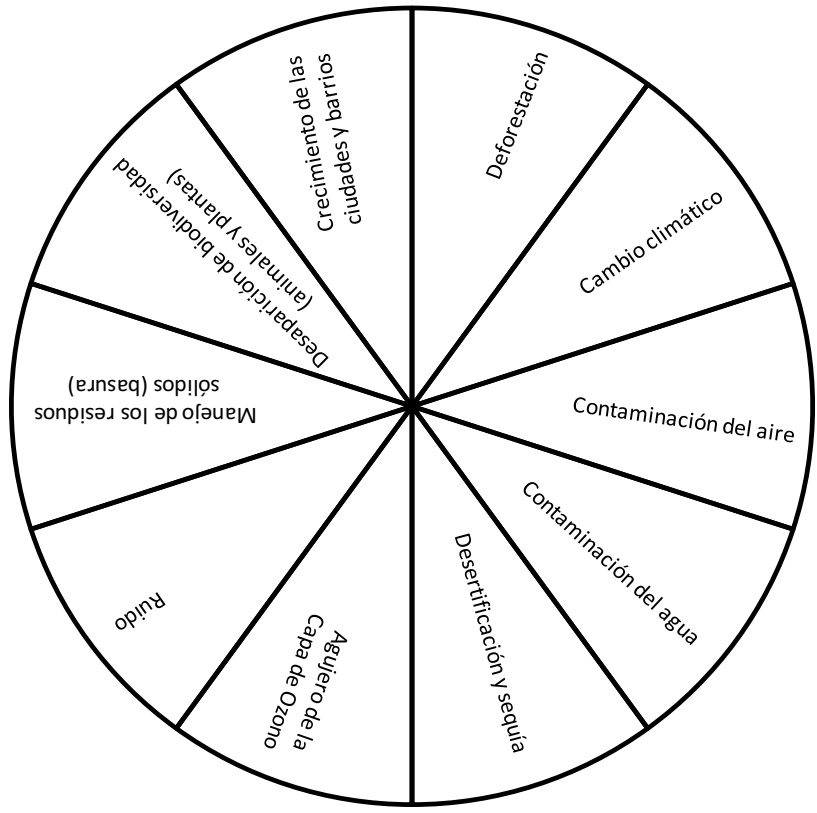 Deforestación
Cambio climático
Contaminación del aire
Contaminación del agua
Desertificación y sequía
Agujero de la
Capa de Ozono
Ruido
Manejo de los residuos
sólidos (basura)
Desaparición de biodiversidad
(animales y plantas)
Crecimiento de las
ciudades y barrios